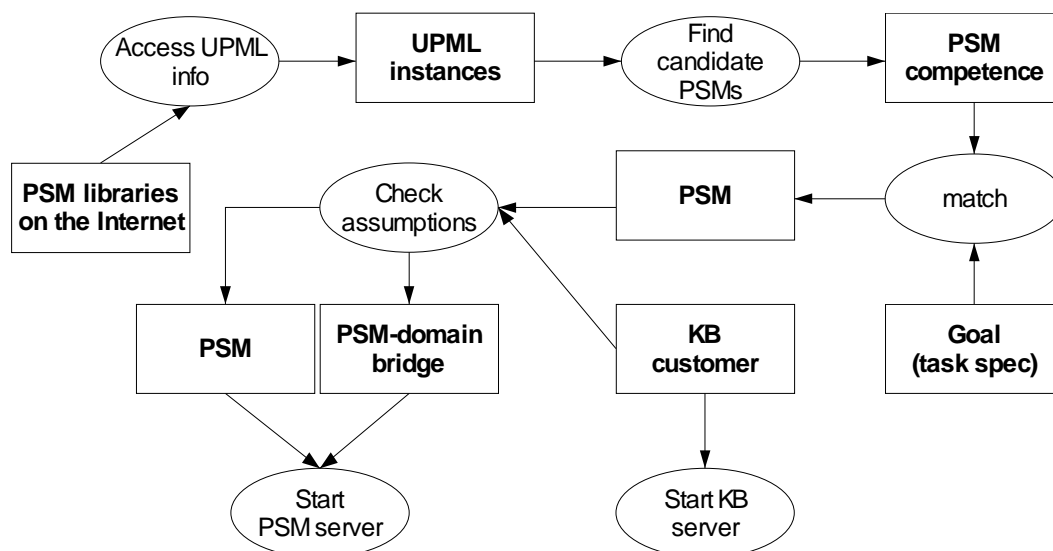 Access UPML
info
UPML
instances
Find
candidate
PSMs
PSM
competence
PSM libraries
on the Internet
Check
assumptions
PSM
match
PSM
PSM-domain
bridge
KB
customer
Goal
(task spec)
Start
PSM server
Start KB
server